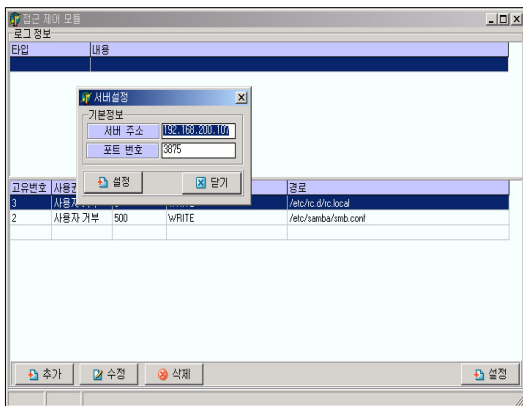 접근 제어 모듈
로그 정보
타입 내용
서버설정
기본정보
서버 주소 192.168.200.107
포트 번호 3875
설정 닫기
고유번호 경로
3 /etc/rc.d/rc.local
2 사용자 거부 500 WRITE /etc/samba/smb.conf
추가 수정 삭제 설정